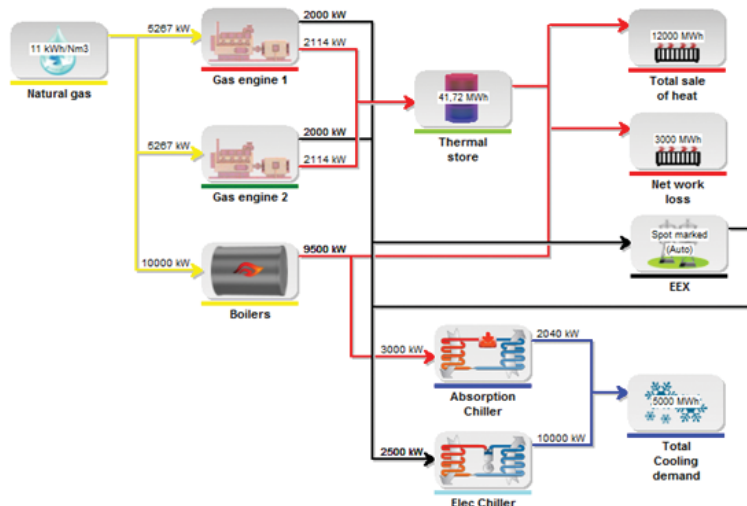 5267 kW
2000 kW
11 kWh/Nm3
2114 kW
12000 MWh
Natural gas
Gas engine 1
Total sale
of heat
41,72 MWh
Thermal
store
5267 kW
2000 kW
2114 kW
3000 MWh
Gas engine 2
Net work
loss
Spot marked
(Auto)
EEX
10000 kW
9500 kW
Boilers
3000 kW
2040 kW
Absorption
Chiller
5000 MWh
Total
Cooling
demand
2500 kW
10000 kW
Elec Chiller